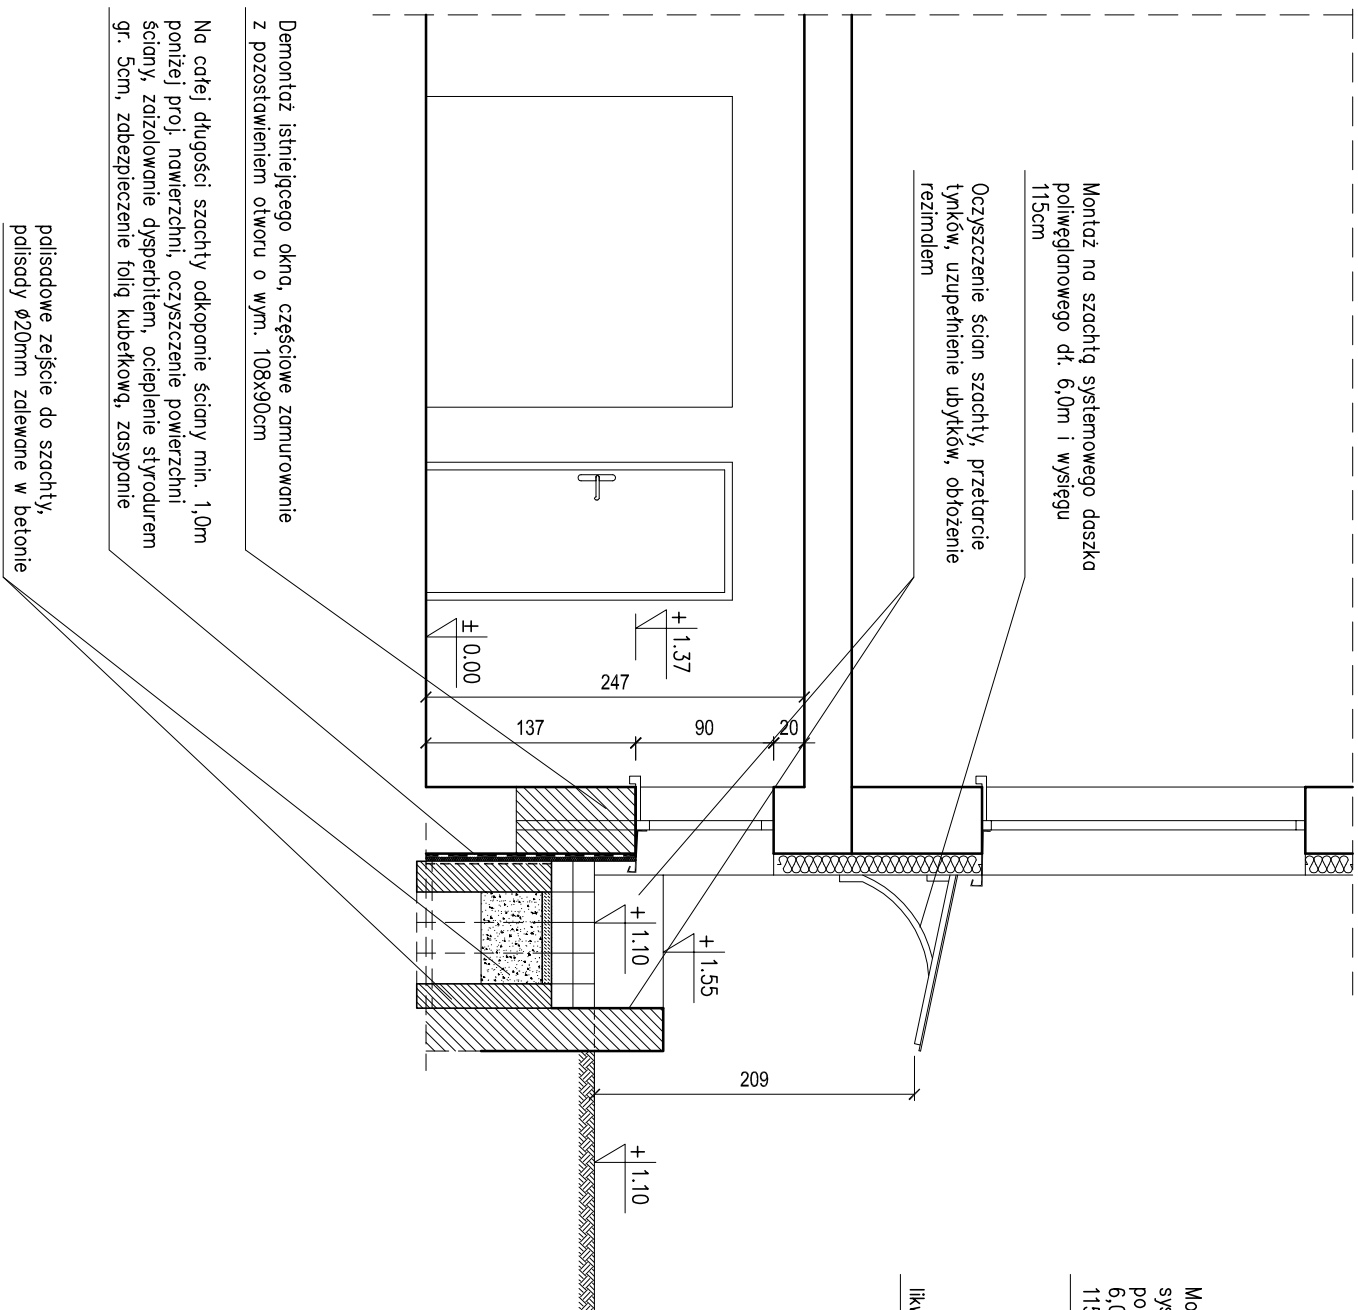 Montaż na szachtą systemowego daszka
poliwęglanowego dł. 6,0m i wysięgu
115cm
Oczyszczenie ścian szachty, przetarcie
tynków, uzupełnienie ubytków, obłożenie
rezimalem
Demontaż istniejącego okna, częściowe zamurowanie
z pozostawieniem otworu o wym. 108x90cm
Na całej długości szachty odkopanie ściany min. 1,0m
poniżej proj. nawierzchni, oczyszczenie powierzchni
ściany, zaizolowanie dysperbitem, ocieplenie styrodurem
gr. 5cm, zabezpieczenie folią kubełkową, zasypanie
palisadowe zejście do szachty,
palisady ø20mm zalewane w betonie
+ 1.37
± 0.00
247
137
90
20
+ 1.10
+ 1.55
209
+ 1.10